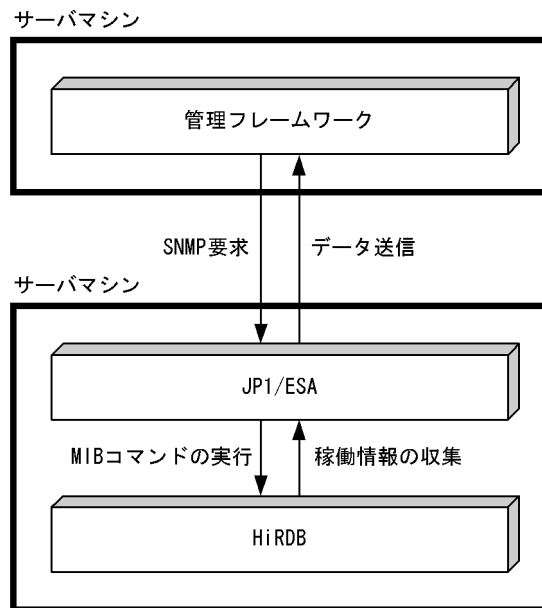 サーバマシン
管理フレームワーク
SNMP要求
データ送信
サーバマシン
JP1/ESA
MIBコマンドの実行
稼働情報の収集
HiRDB